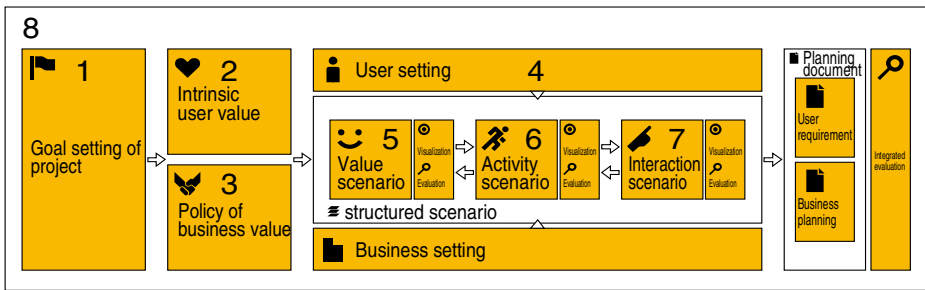 8
1
Goal setting of
project
2
Intrinsic
user value
3
Policy of
business value
User setting 4
5
Value
scenario
Visualization
Evaluation
6
Activity
scenario
Visualization
Evaluation
7
Interaction
scenario
Visualization
Evaluation
structured scenario
Business setting
Planning
document
User
requirement
Business
planning
Integrated
evaluation